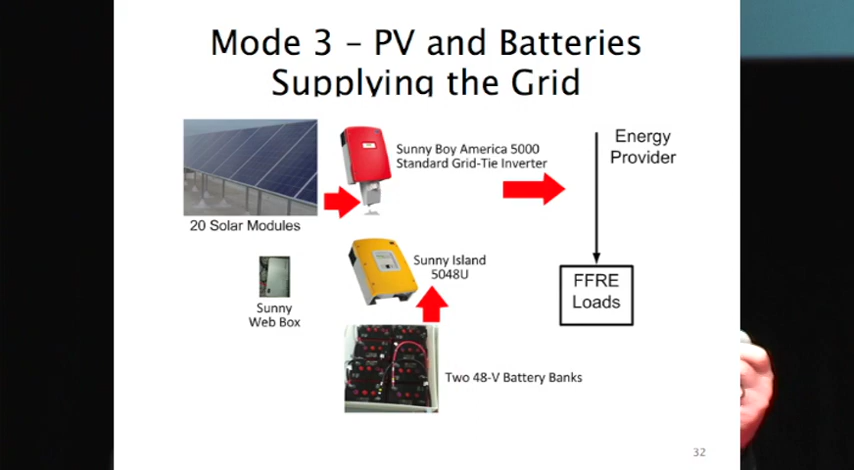 Mode 3 – PV and Batteries
Supplying the Grid
Sunny Boy America 5000
Standard Grid-Tie Inverter
Energy
Provider
20 Solar Modules
Sunny Island
5048U
FFRE
Loads
Sunny
Web Box
Two 48-V Battery Banks
32